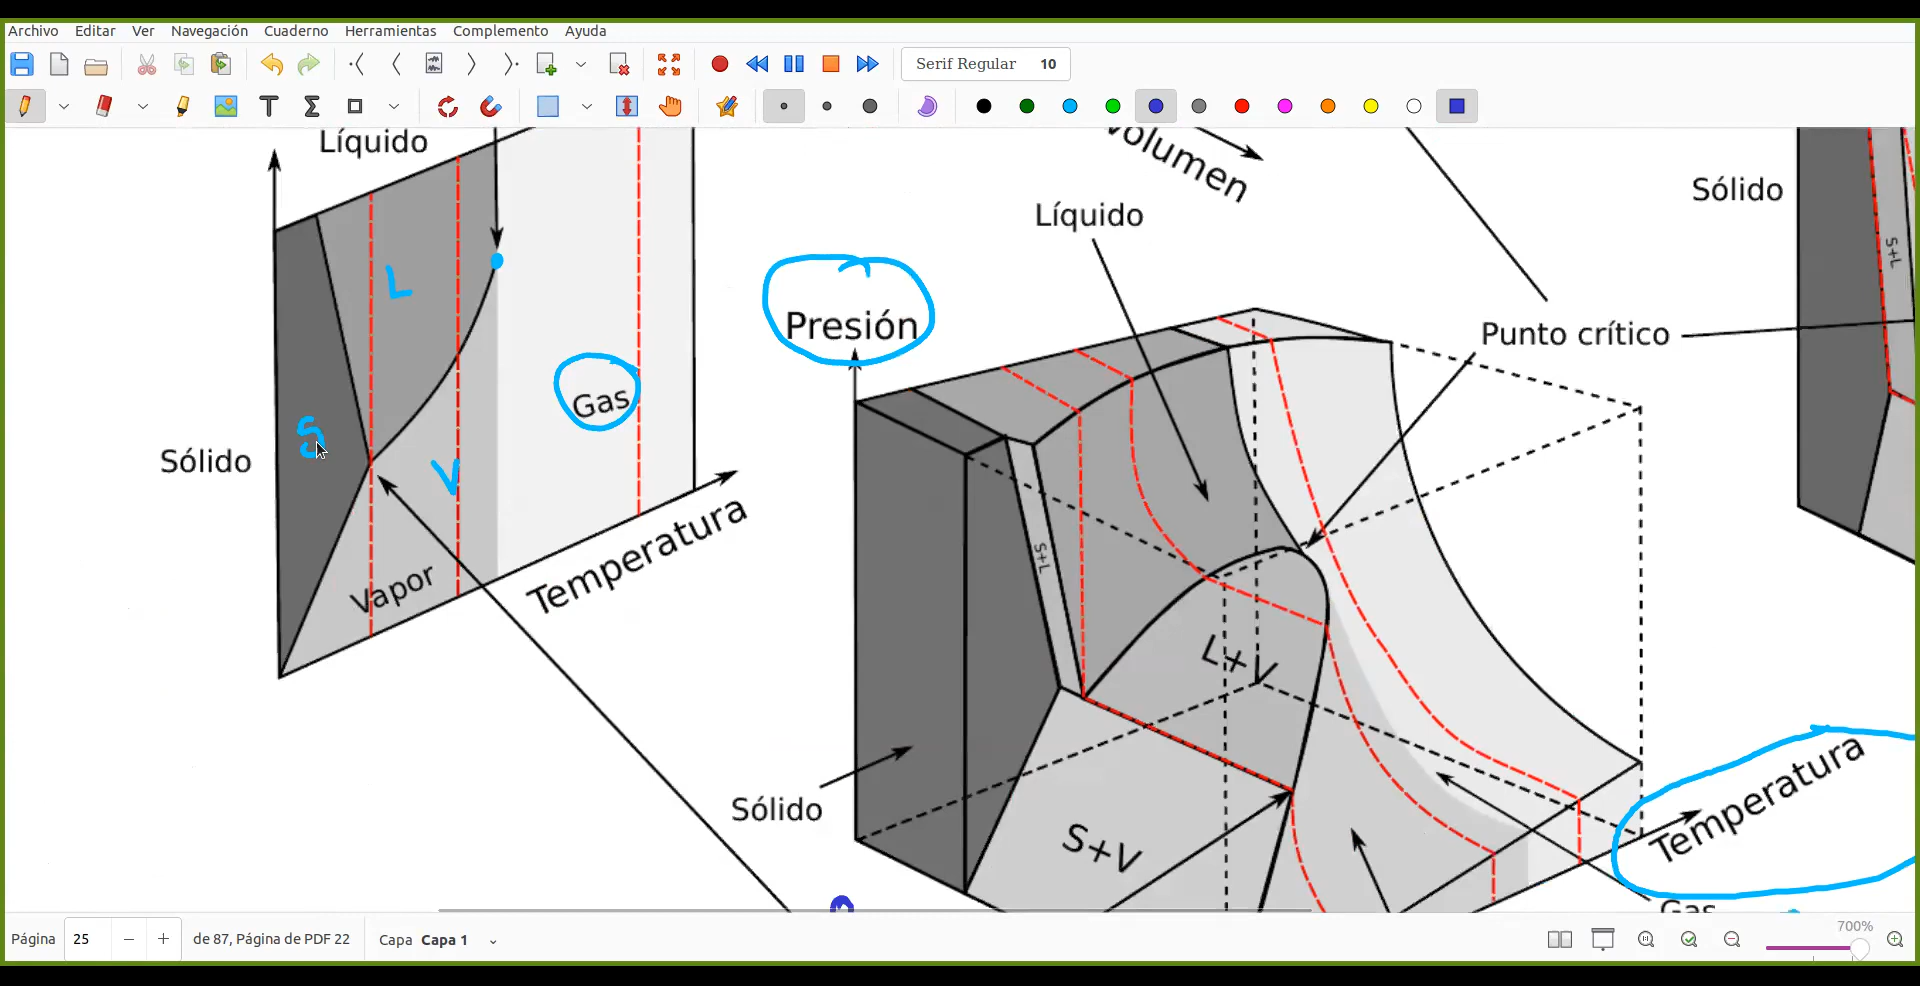 Archivo Editar Ver Navegación Cuaderno Herramientas Complemento Ayuda
Serif Regular 10
Líquido
Volumen
Sólido
S+L
Líquido
L
Presión
Punto crítico
Gas
S
Sólido
V
Temperatura
Vapor
S+L
L+V
Temperatura
Sólido
S+V
Gas
Página 25 de 87, Página de PDF 22 Capa Capa 1 700%